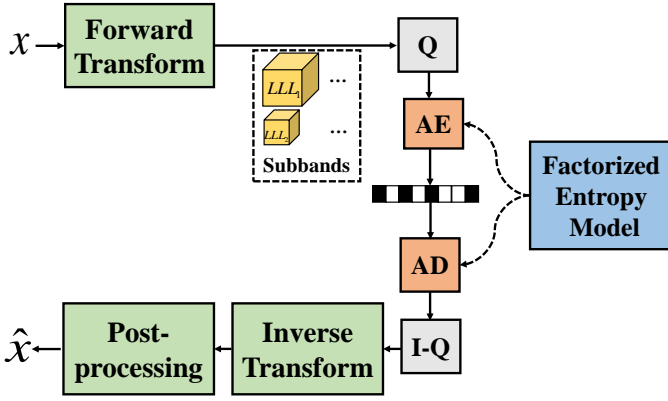 x
Forward
Transform
Q
LLL₁
...
LLL₂
...
Subbands
AE
Factorized
Entropy
Model
AD
x̂
Post-
processing
Inverse
Transform
I-Q